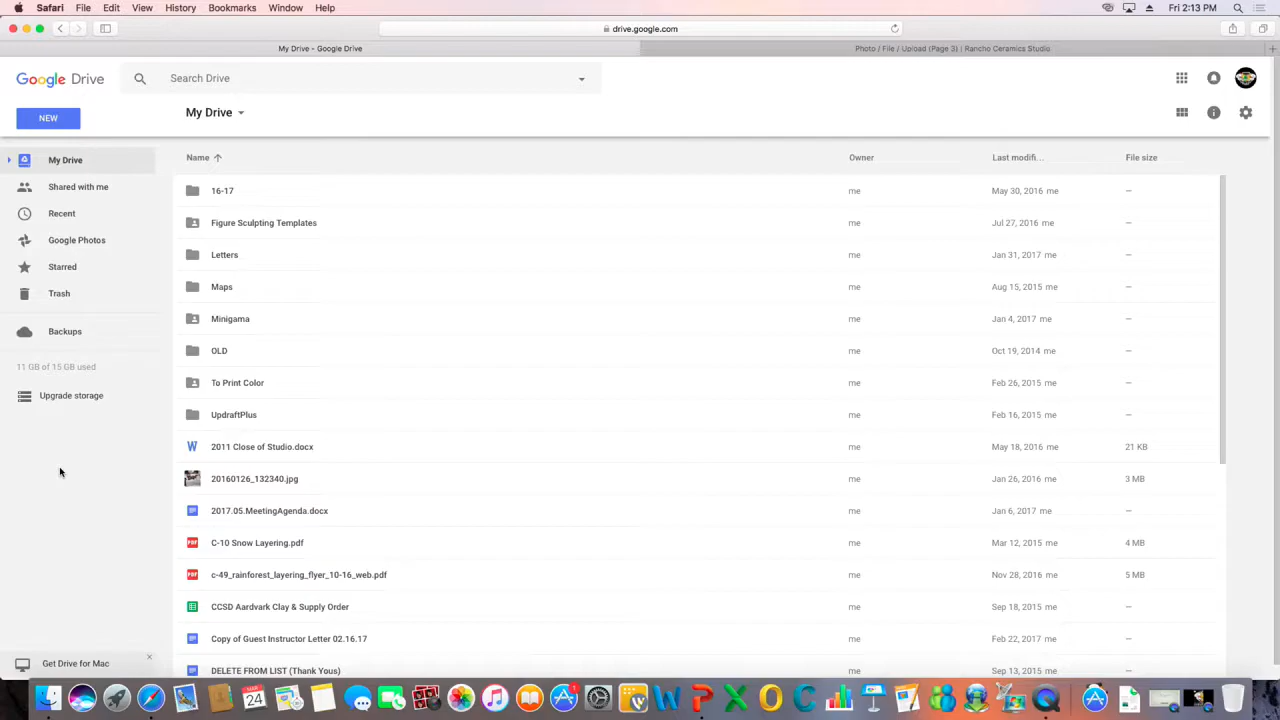 Safari File Edit View History Bookmarks Window Help Fri 2:13 PM
drive.google.com
My Drive - Google Drive Photo / File / Upload (Page 3) | Rancho Ceramics Studio
Google Drive Search Drive
NEW My Drive
My Drive
Shared with me
Recent
Google Photos
Starred
Trash
Backups
11 GB of 15 GB used
Upgrade storage
Get Drive for Mac
Name Owner Last modifi... File size
16-17 me May 30, 2016 me –
Figure Sculpting Templates me Jul 27, 2016 me –
Letters me Jan 31, 2017 me –
Maps me Aug 15, 2015 me –
Minigama me Jan 4, 2017 me –
OLD me Oct 19, 2014 me –
To Print Color me Feb 26, 2015 me –
UpdraftPlus me Feb 16, 2015 me –
W 2011 Close of Studio.docx me May 18, 2016 me 21 KB
20160126_132340.jpg me Jan 26, 2016 me 3 MB
2017.05.MeetingAgenda.docx me Jan 6, 2017 me –
PDF C-10 Snow Layering.pdf me Mar 12, 2015 me 4 MB
PDF c-49_rainforest_layering_flyer_10-16_web.pdf me Nov 28, 2016 me 5 MB
CCSD Aardvark Clay & Supply Order me Sep 18, 2015 me –
Copy of Guest Instructor Letter 02.16.17 me Feb 22, 2017 me –
DELETE FROM LIST (Thank Yous) me Sep 13, 2015 me –
MAR 24